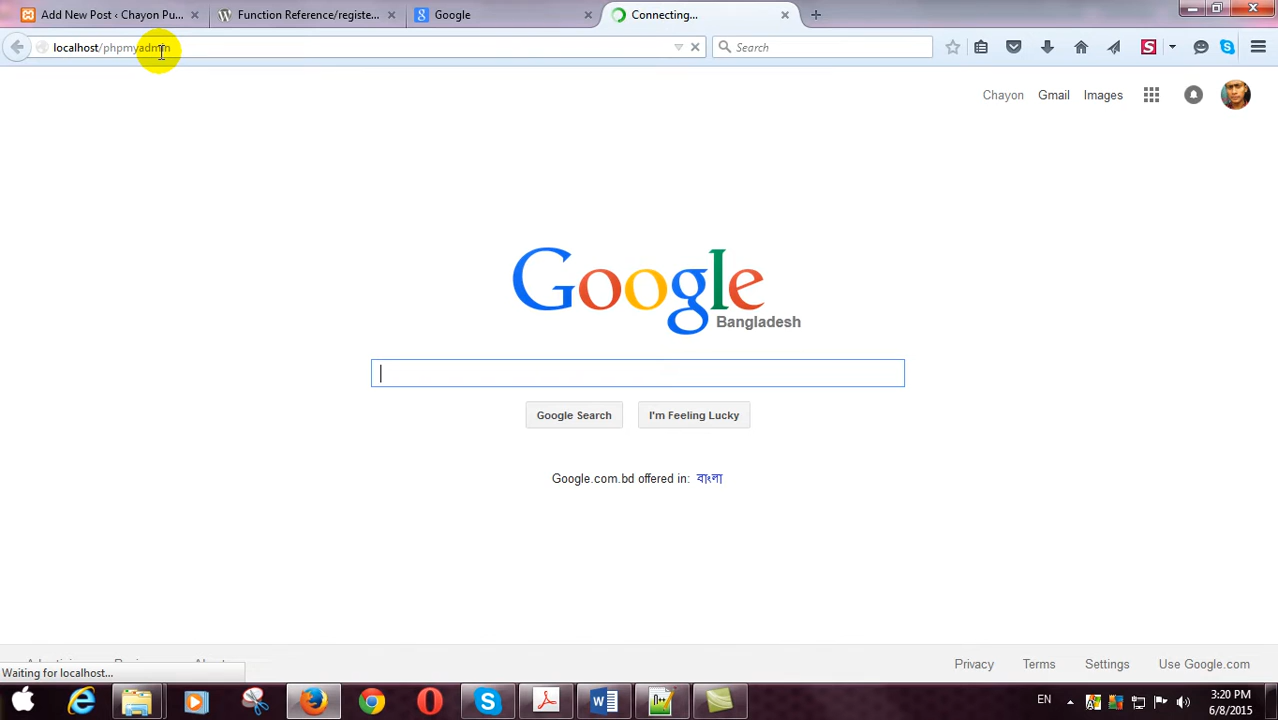 Add New Post ‹ Chayon Pu...
Function Reference/registe...
Google
Connecting...
localhost/phpmyadmin
Search
Chayon Gmail Images
Google
Bangladesh
Google Search
I'm Feeling Lucky
Google.com.bd offered in: বাংলা
Waiting for localhost...
Privacy Terms Settings Use Google.com
EN
3:20 PM
6/8/2015